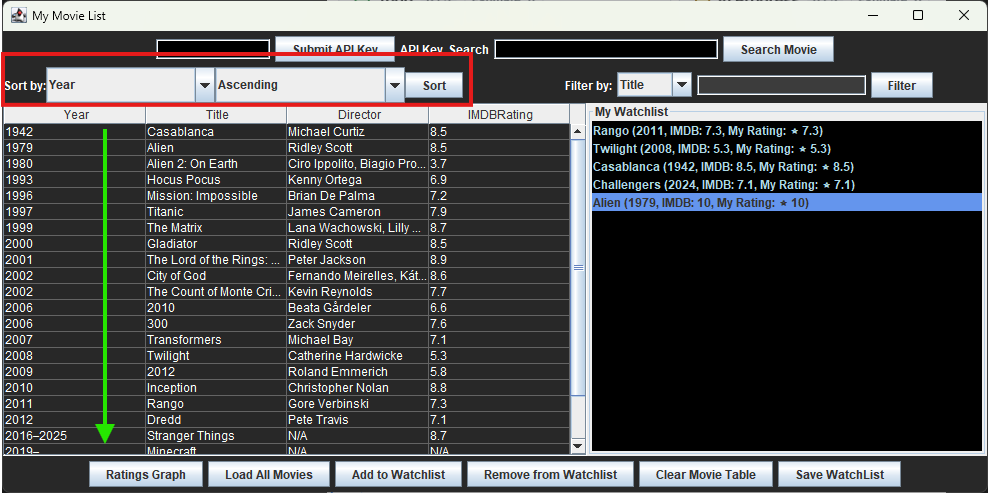 My Movie List
Submit API Key API Key Search Search Movie
Sort by: Year Ascending Sort Filter by: Title Filter
Year Title Director IMDBRating
1942 Casablanca Michael Curtiz 8.5
1979 Alien Ridley Scott 8.5
1980 Alien 2: On Earth Ciro Ippolito, Biagio Pro... 3.7
1993 Hocus Pocus Kenny Ortega 6.9
1996 Mission: Impossible Brian De Palma 7.2
1997 Titanic James Cameron 7.9
1999 The Matrix Lana Wachowski, Lilly ... 8.7
2000 Gladiator Ridley Scott 8.5
2001 The Lord of the Rings: ... Peter Jackson 8.9
2002 City of God Fernando Meirelles, Kát... 8.6
2002 The Count of Monte Cri... Kevin Reynolds 7.7
2006 2010 Beata Gårdeler 6.6
2006 300 Zack Snyder 7.6
2007 Transformers Michael Bay 7.1
2008 Twilight Catherine Hardwicke 5.3
2009 2012 Roland Emmerich 5.8
2010 Inception Christopher Nolan 8.8
2011 Rango Gore Verbinski 7.3
2012 Dredd Pete Travis 7.1
2016–2025 Stranger Things N/A 8.7
2019– Minecraft N/A N/A
My Watchlist
Rango (2011, IMDB: 7.3, My Rating: ★ 7.3)
Twilight (2008, IMDB: 5.3, My Rating: ★ 5.3)
Casablanca (1942, IMDB: 8.5, My Rating: ★ 8.5)
Challengers (2024, IMDB: 7.1, My Rating: ★ 7.1)
Alien (1979, IMDB: 10, My Rating: ★ 10)
Ratings Graph Load All Movies Add to Watchlist Remove from Watchlist Clear Movie Table Save WatchList